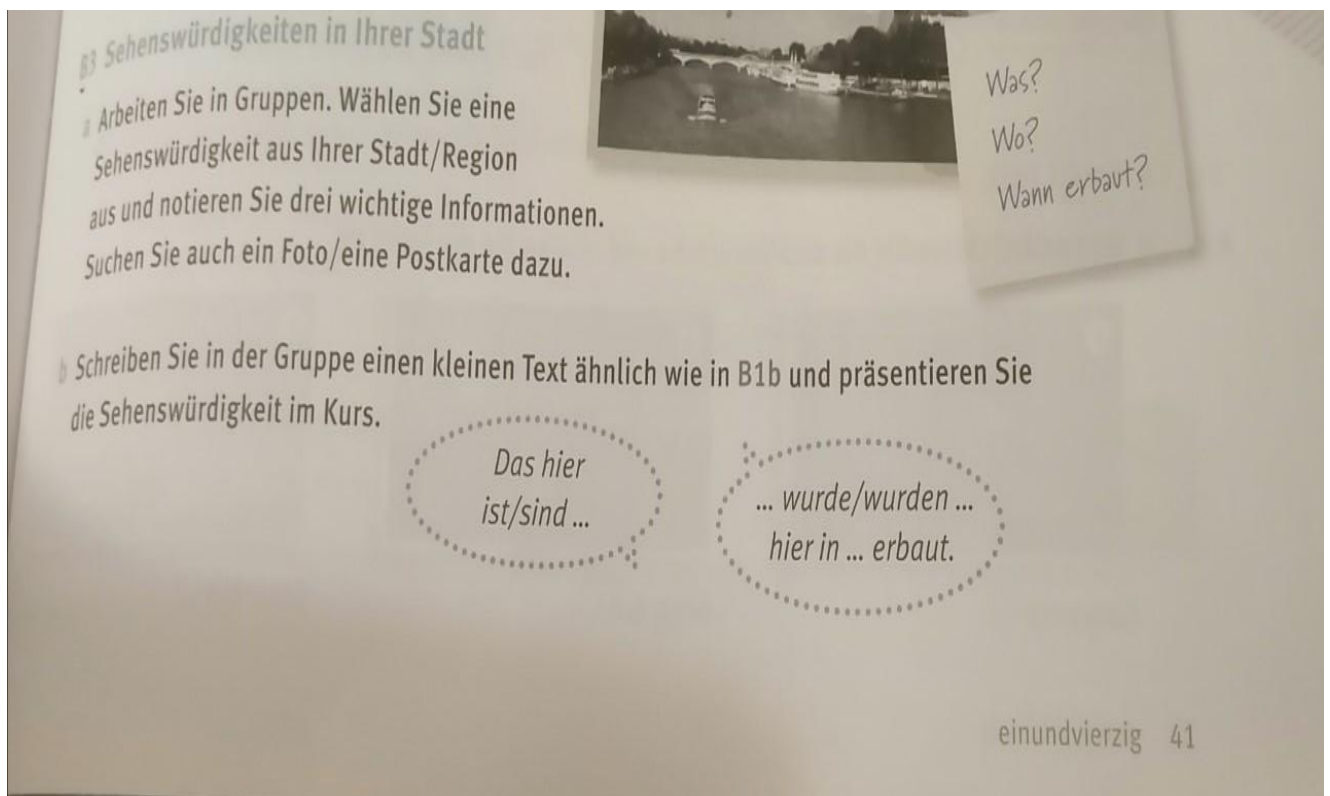 B3 Sehenswürdigkeiten in Ihrer Stadt
a Arbeiten Sie in Gruppen. Wählen Sie eine
Sehenswürdigkeit aus Ihrer Stadt/Region
aus und notieren Sie drei wichtige Informationen.
Suchen Sie auch ein Foto/eine Postkarte dazu.
Was?
Wo?
Wann erbaut?
b Schreiben Sie in der Gruppe einen kleinen Text ähnlich wie in B1b und präsentieren Sie
die Sehenswürdigkeit im Kurs.
Das hier
ist/sind ...
... wurde/wurden ...
hier in ... erbaut.
einundvierzig 41